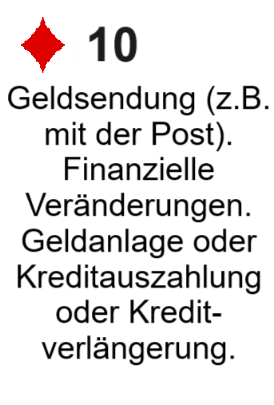 10
Geldsendung (z.B.
mit der Post).
Finanzielle
Veränderungen.
Geldanlage oder
Kreditauszahlung
oder Kredit-
verlängerung.